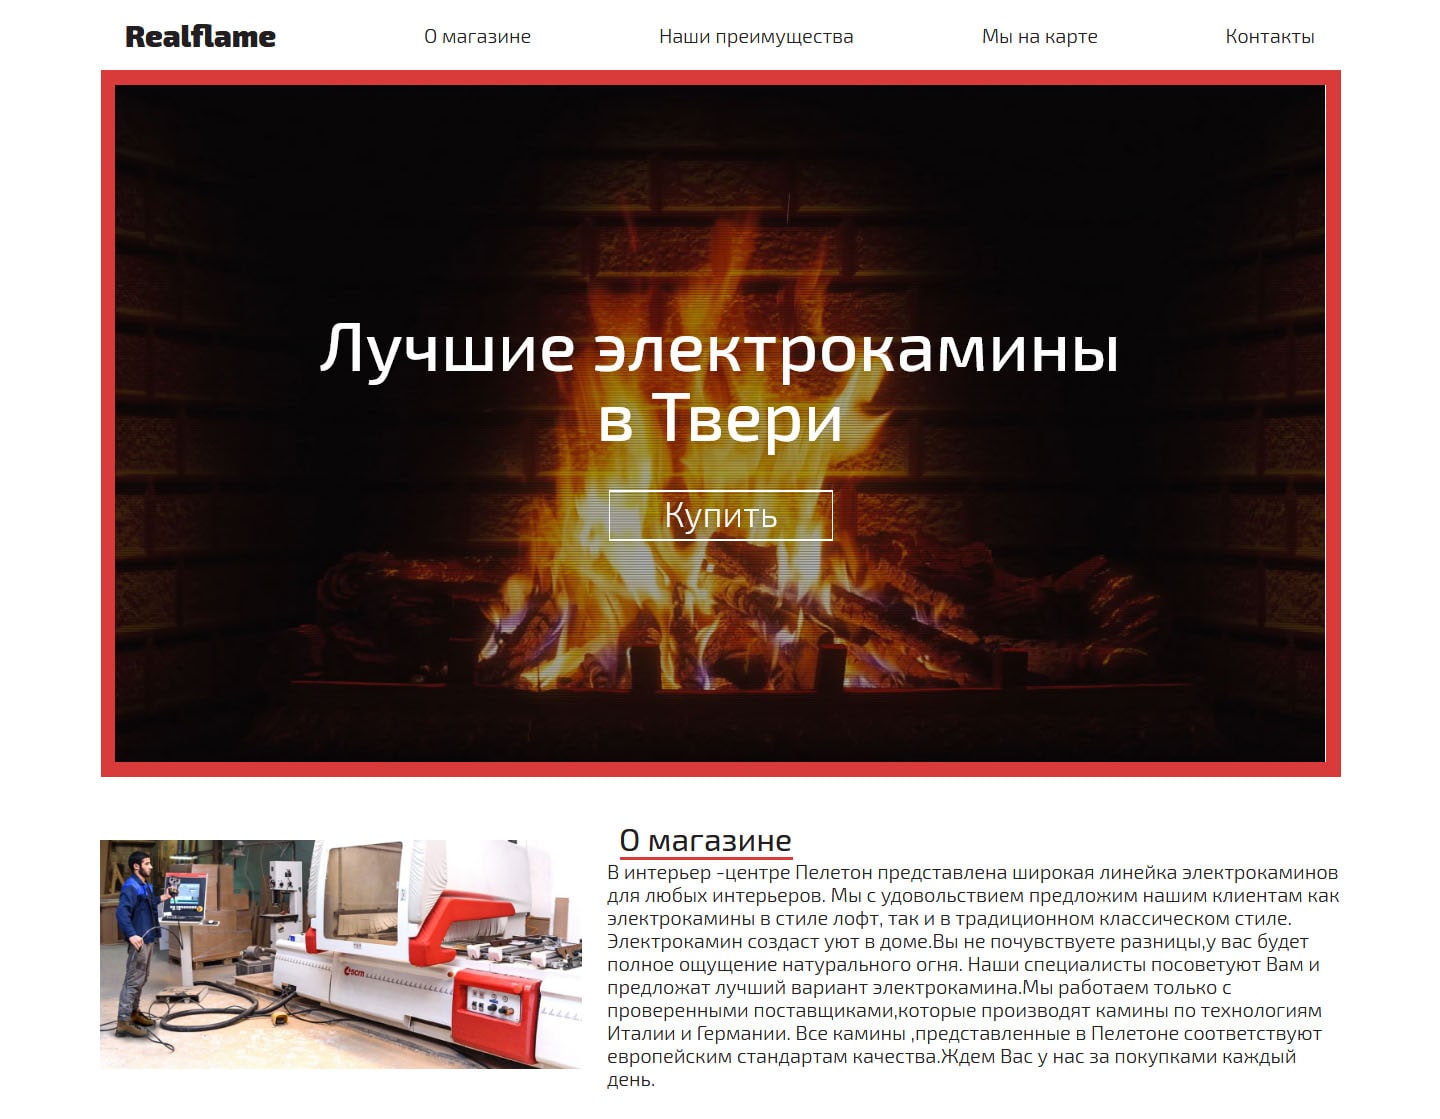 Realflame
О магазине
Наши преимущества
Мы на карте
Контакты
Лучшие электрокамины
в Твери
Купить
О магазине
В интерьер -центре Пелетон представлена широкая линейка электрокаминов
для любых интерьеров. Мы с удовольствием предложим нашим клиентам как
электрокамины в стиле лофт, так и в традиционном классическом стиле.
Электрокамин создаст уют в доме.Вы не почувствуете разницы,у вас будет
полное ощущение натурального огня. Наши специалисты посоветуют Вам и
предложат лучший вариант электрокамина.Мы работаем только с
проверенными поставщиками,которые производят камины по технологиям
Италии и Германии. Все камины ,представленные в Пелетоне соответствуют
европейским стандартам качества.Ждем Вас у нас за покупками каждый
день.
scm